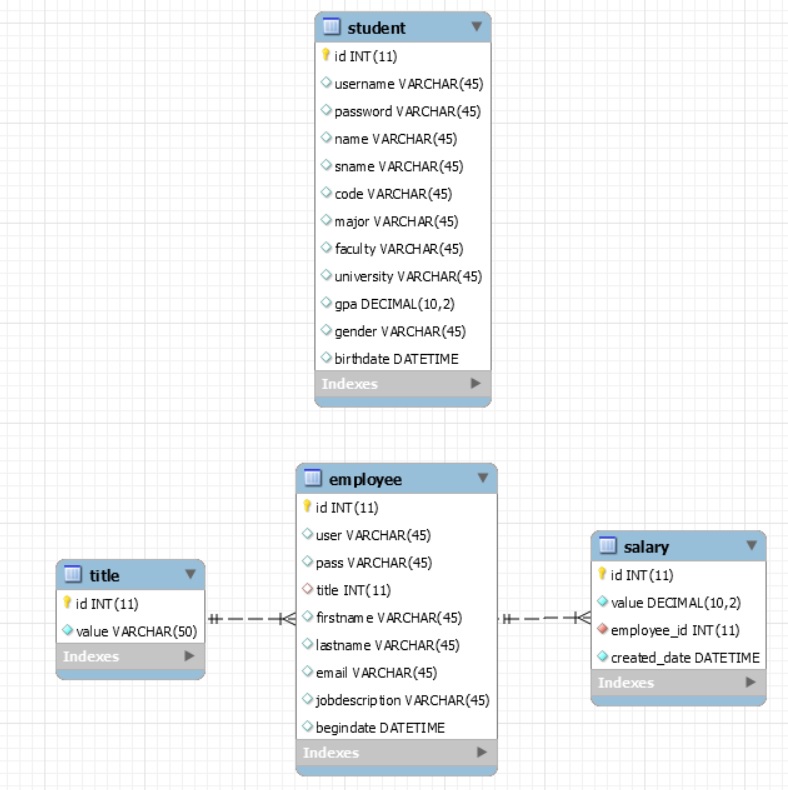 student
id INT(11)
username VARCHAR(45)
password VARCHAR(45)
name VARCHAR(45)
sname VARCHAR(45)
code VARCHAR(45)
major VARCHAR(45)
faculty VARCHAR(45)
university VARCHAR(45)
gpa DECIMAL(10,2)
gender VARCHAR(45)
birthdate DATETIME
Indexes
title
id INT(11)
value VARCHAR(50)
Indexes
employee
id INT(11)
user VARCHAR(45)
pass VARCHAR(45)
title INT(11)
firstname VARCHAR(45)
lastname VARCHAR(45)
email VARCHAR(45)
jobdescription VARCHAR(45)
begindate DATETIME
Indexes
salary
id INT(11)
value DECIMAL(10,2)
employee_id INT(11)
created_date DATETIME
Indexes